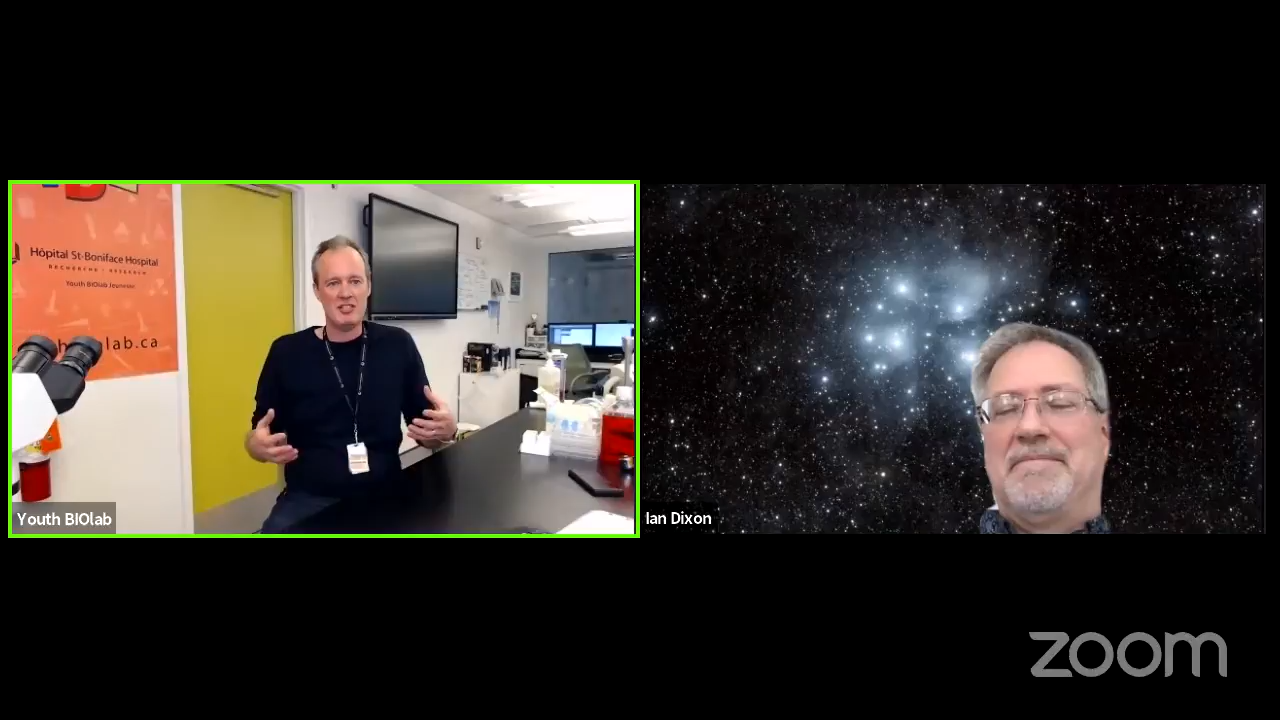 Hôpital St-Boniface Hospital
RECHERCHE • RESEARCH
Youth BIOlab Jeunesse
lab.ca
Youth BIOlab
Ian Dixon
zoom